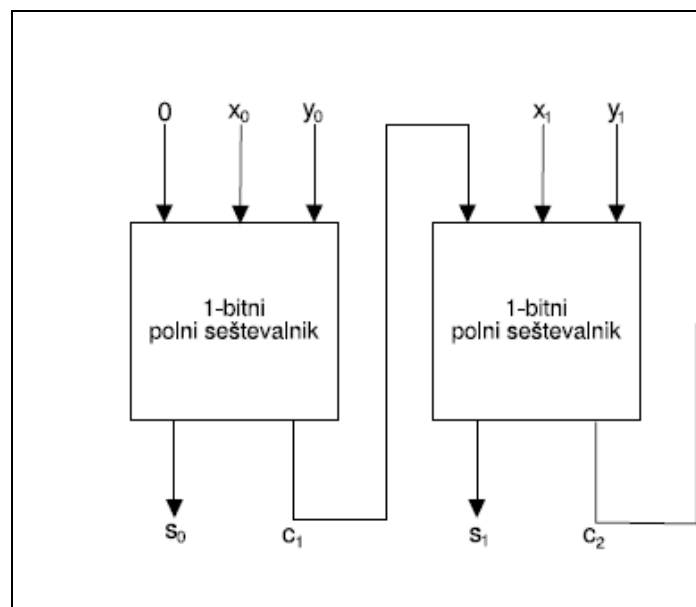 0 x₀ y₀ x₁ y₁
1-bitni
polni seštevalnik
1-bitni
polni seštevalnik
s₀ c₁ s₁ c₂